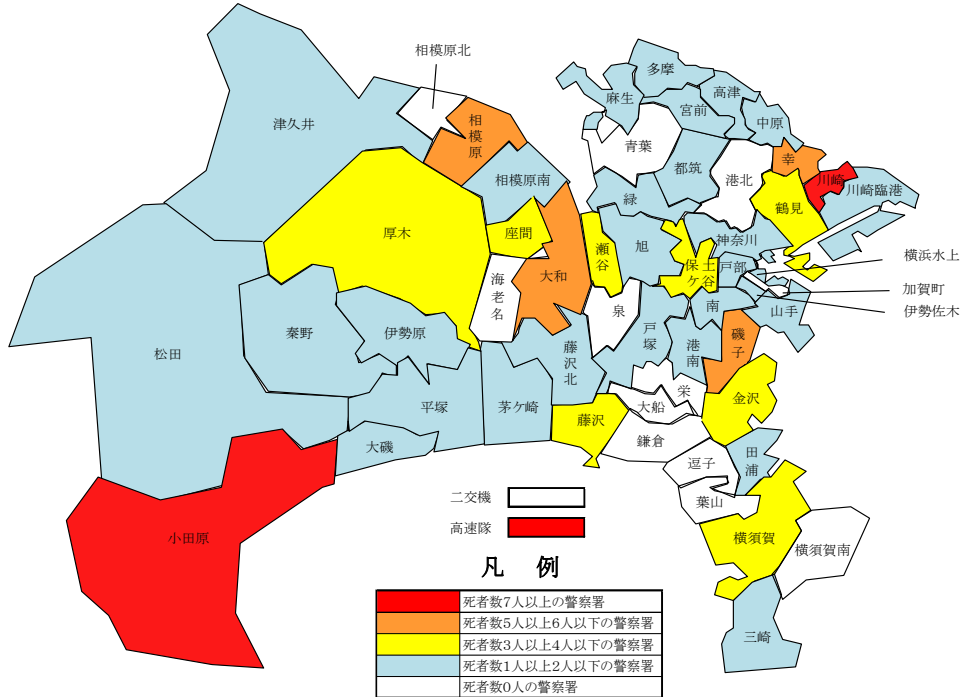 相模原北
多摩
高津
麻生
宮前
中原
津久井
相模原
青葉
幸
都筑
港北
川崎
川崎臨港
相模原南
緑
鶴見
厚木
座間
瀬谷
旭
神奈川
横浜水上
大和
保土ケ谷
戸部
加賀町
海老名
泉
南
山手
伊勢佐木
秦野
伊勢原
戸塚
港南
磯子
松田
藤沢北
栄
平塚
茅ケ崎
大船
金沢
藤沢
大磯
鎌倉
逗子
田浦
二交機
葉山
高速隊
小田原
横須賀
横須賀南
凡 例
死者数7人以上の警察署
死者数5人以上6人以下の警察署
死者数3人以上4人以下の警察署
三崎
死者数1人以上2人以下の警察署
死者数0人の警察署